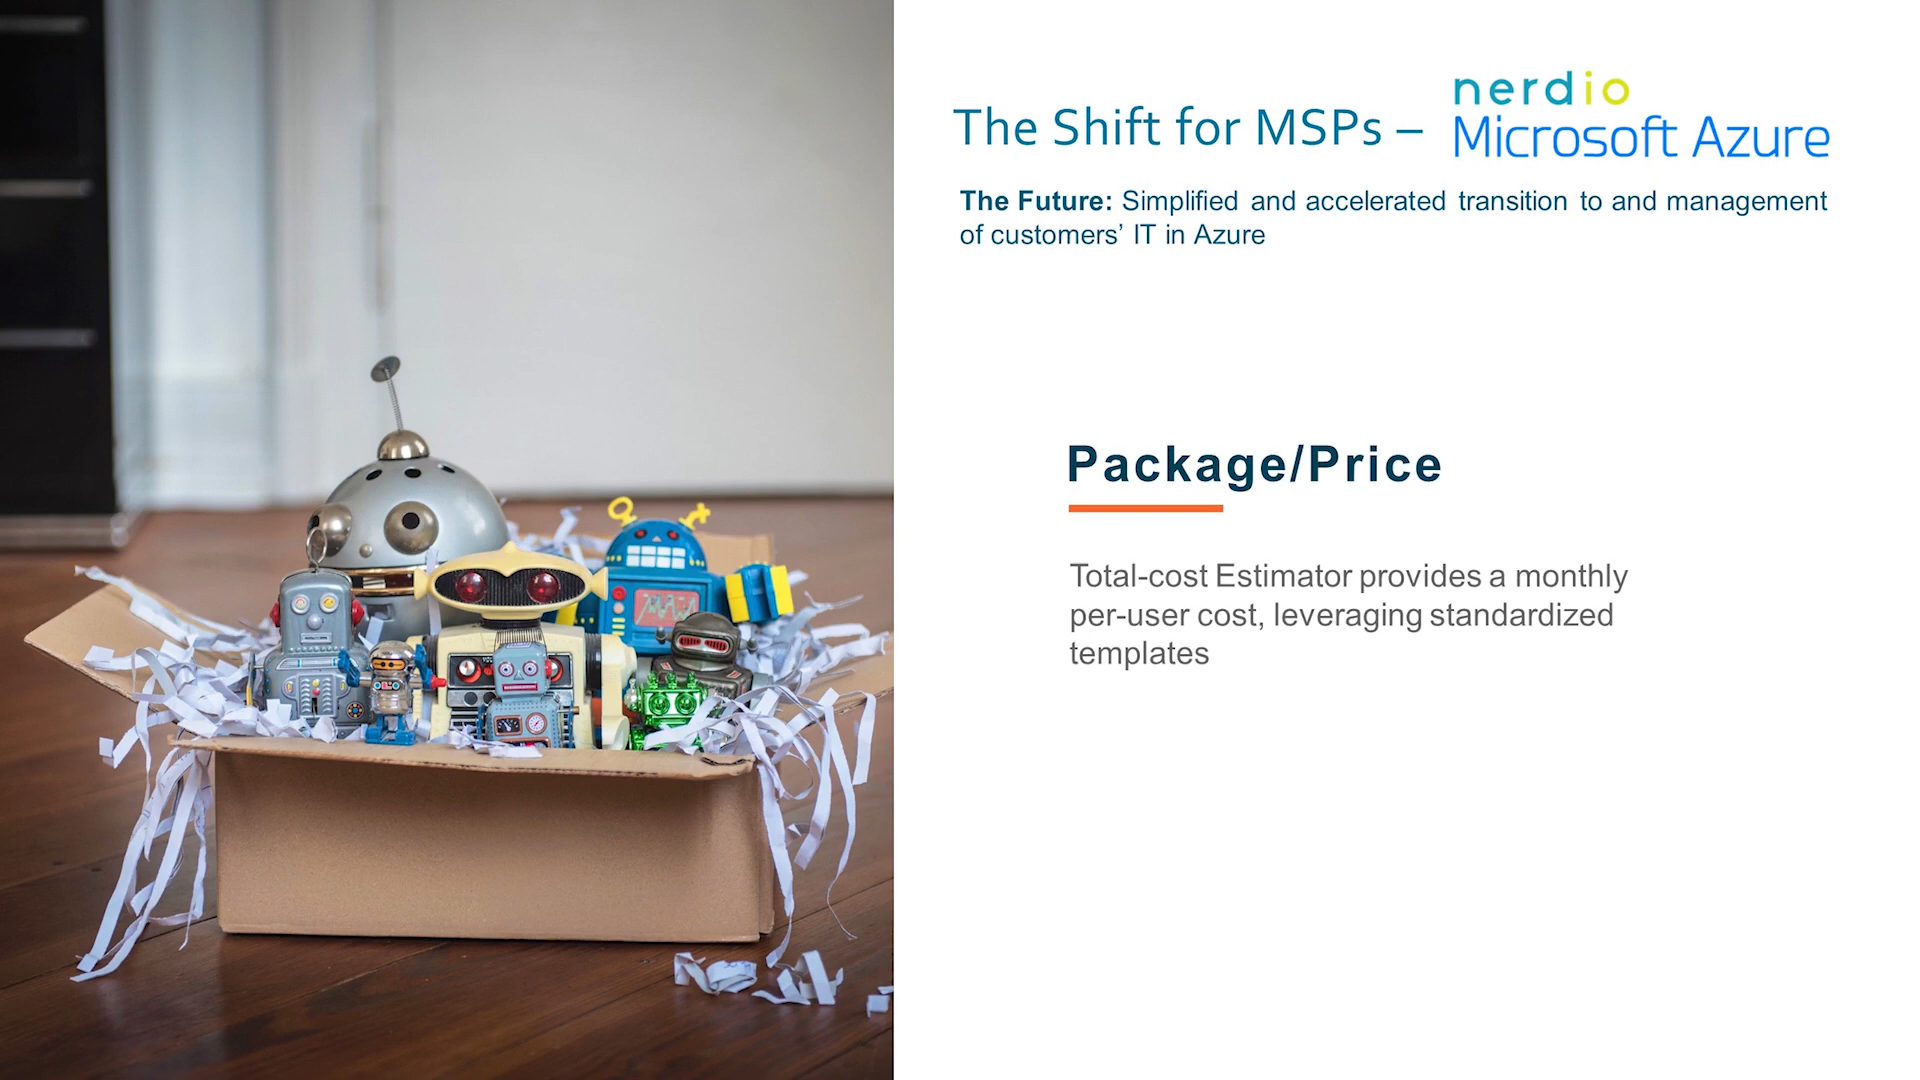 The Shift for MSPs –
nerdio
Microsoft Azure
The Future: Simplified and accelerated transition to and management
of customers’ IT in Azure
Package/Price
Total-cost Estimator provides a monthly
per-user cost, leveraging standardized
templates